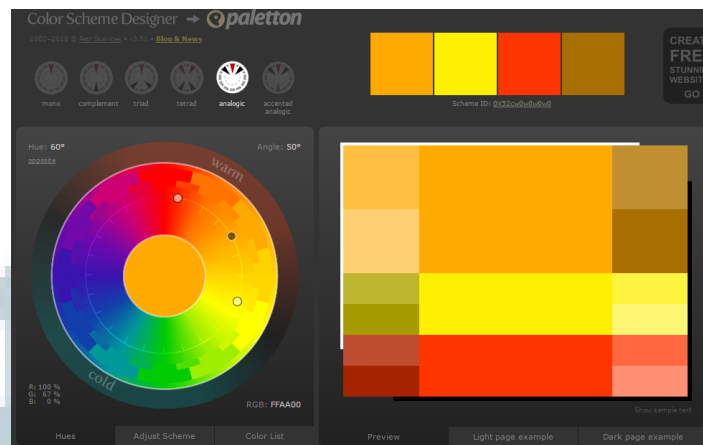 Color Scheme Designer → paletton
2002-2010 © Petr Stanicek • v3.51 • Blog & News
mono complement triad tetrad analogic accented analogic
Scheme ID: 0X52cw0w0w0w0
CREAT
FRE
STUNNI
WEBSIT
GO
Hue: 60°
Angle: 50°
opposite
warm
cold
R: 100 %
G: 67 %
B: 0 %
RGB: FFAA00
Show sample text
Hues Adjust Scheme Color List
Preview Light page example Dark page example